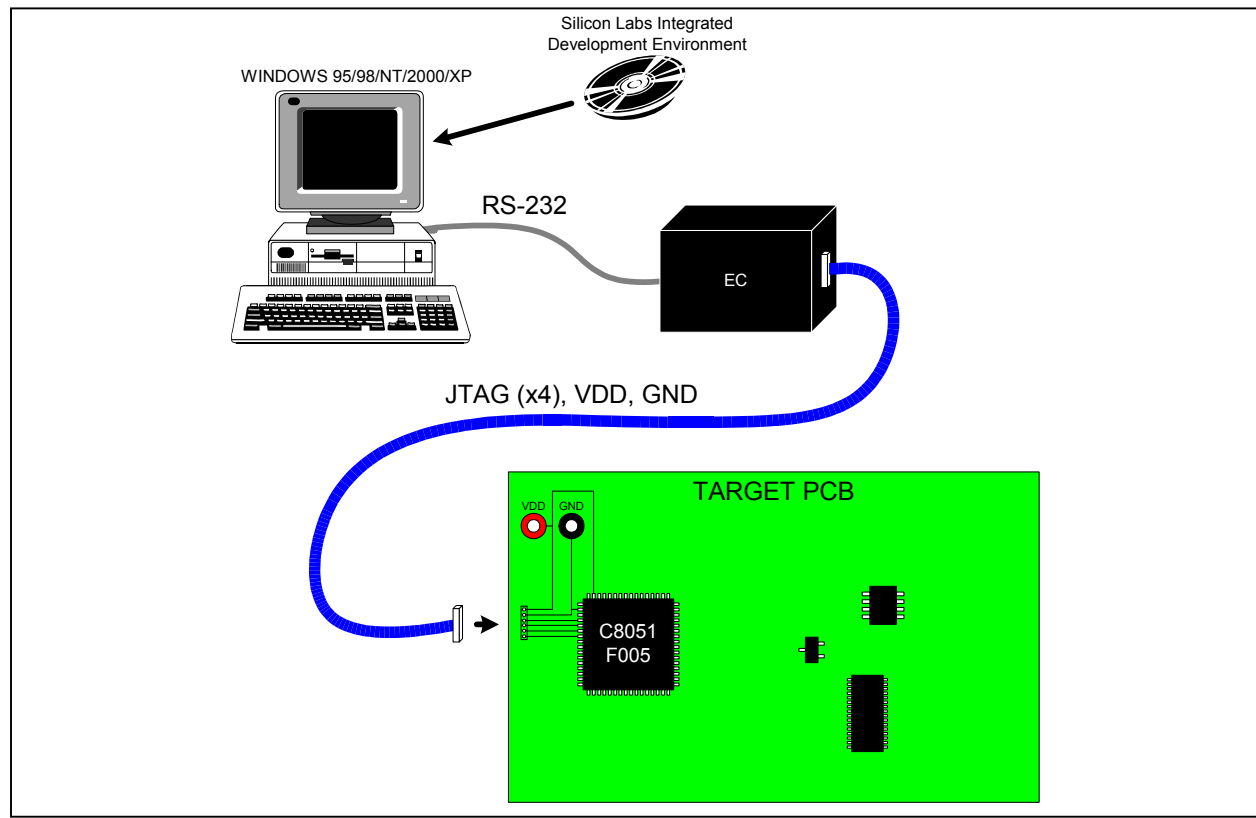 Silicon Labs Integrated
Development Environment
WINDOWS 95/98/NT/2000/XP
RS-232
EC
JTAG (x4), VDD, GND
TARGET PCB
VDD
GND
C8051
F005